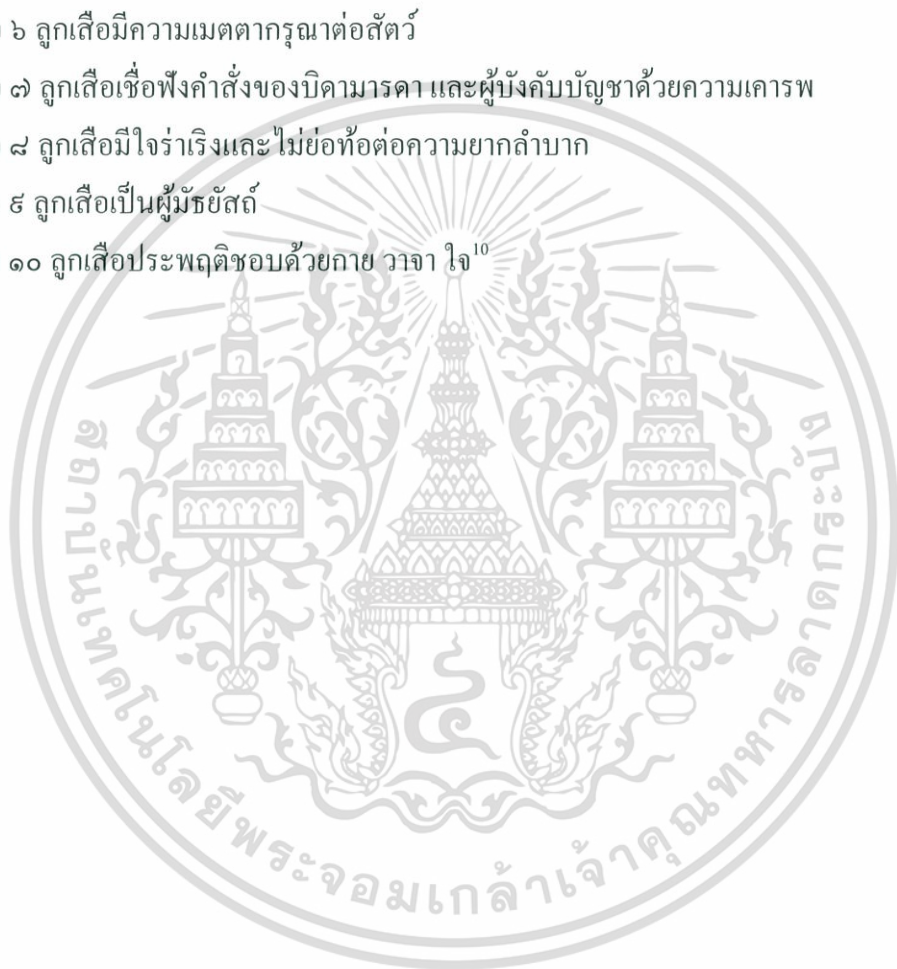 ๖ ลูกเสือมีความเมตตากรุณาต่อสัตว์
๗ ลูกเสือเชื่อฟังคำสั่งของบิดามารดา และผู้บังคับบัญชาด้วยความเคารพ
๘ ลูกเสือมีใจร่าเริงและไม่ย่อท้อต่อความยากลำบาก
๙ ลูกเสือเป็นผู้มัธยัสถ์
๑๐ ลูกเสือประพฤติชอบด้วยกาย วาจา ใจ¹⁰
สถาบันเทคโนโลยีพระจอมเกล้าเจ้าคุณทหารลาดกระบัง
๔